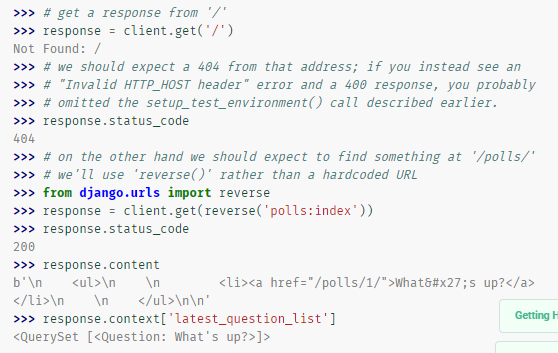 >>> # get a response from '/'
>>> response = client.get('/')
Not Found: /
>>> # we should expect a 404 from that address; if you instead see an
>>> # "Invalid HTTP_HOST header" error and a 400 response, you probably
>>> # omitted the setup_test_environment() call described earlier.
>>> response.status_code
404
>>> # on the other hand we should expect to find something at '/polls/'
>>> # we'll use 'reverse()' rather than a hardcoded URL
>>> from django.urls import reverse
>>> response = client.get(reverse('polls:index'))
>>> response.status_code
200
>>> response.content
b'\n    <ul>\n    \n        <li><a href="/polls/1/">What&#x27;s up?</a>
</li>\n    \n    </ul>\n\n'
>>> response.context['latest_question_list']
<QuerySet [<Question: What's up?>]>
Getting H